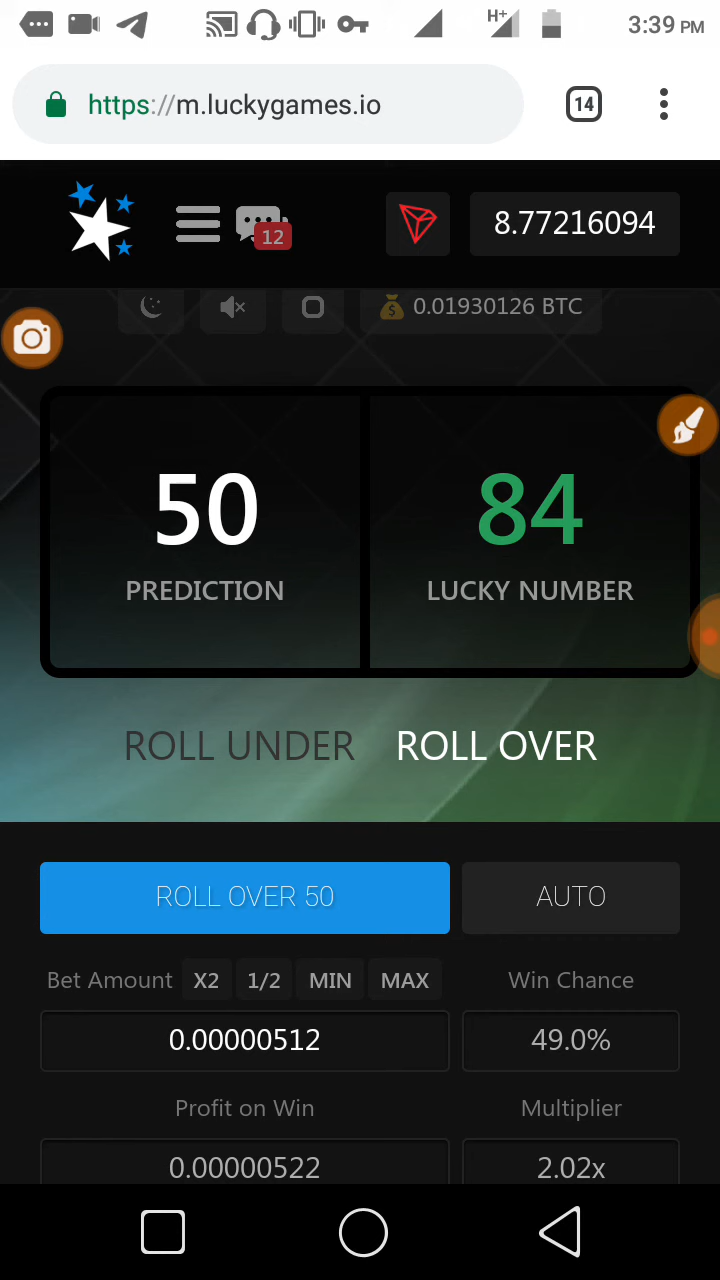 H+ 3:39 PM
https://m.luckygames.io 14
12 8.77216094
0.01930126 BTC
50 84
PREDICTION LUCKY NUMBER
ROLL UNDER ROLL OVER
ROLL OVER 50 AUTO
Bet Amount X2 1/2 MIN MAX Win Chance
0.00000512 49.0%
Profit on Win Multiplier
0.00000522 2.02x